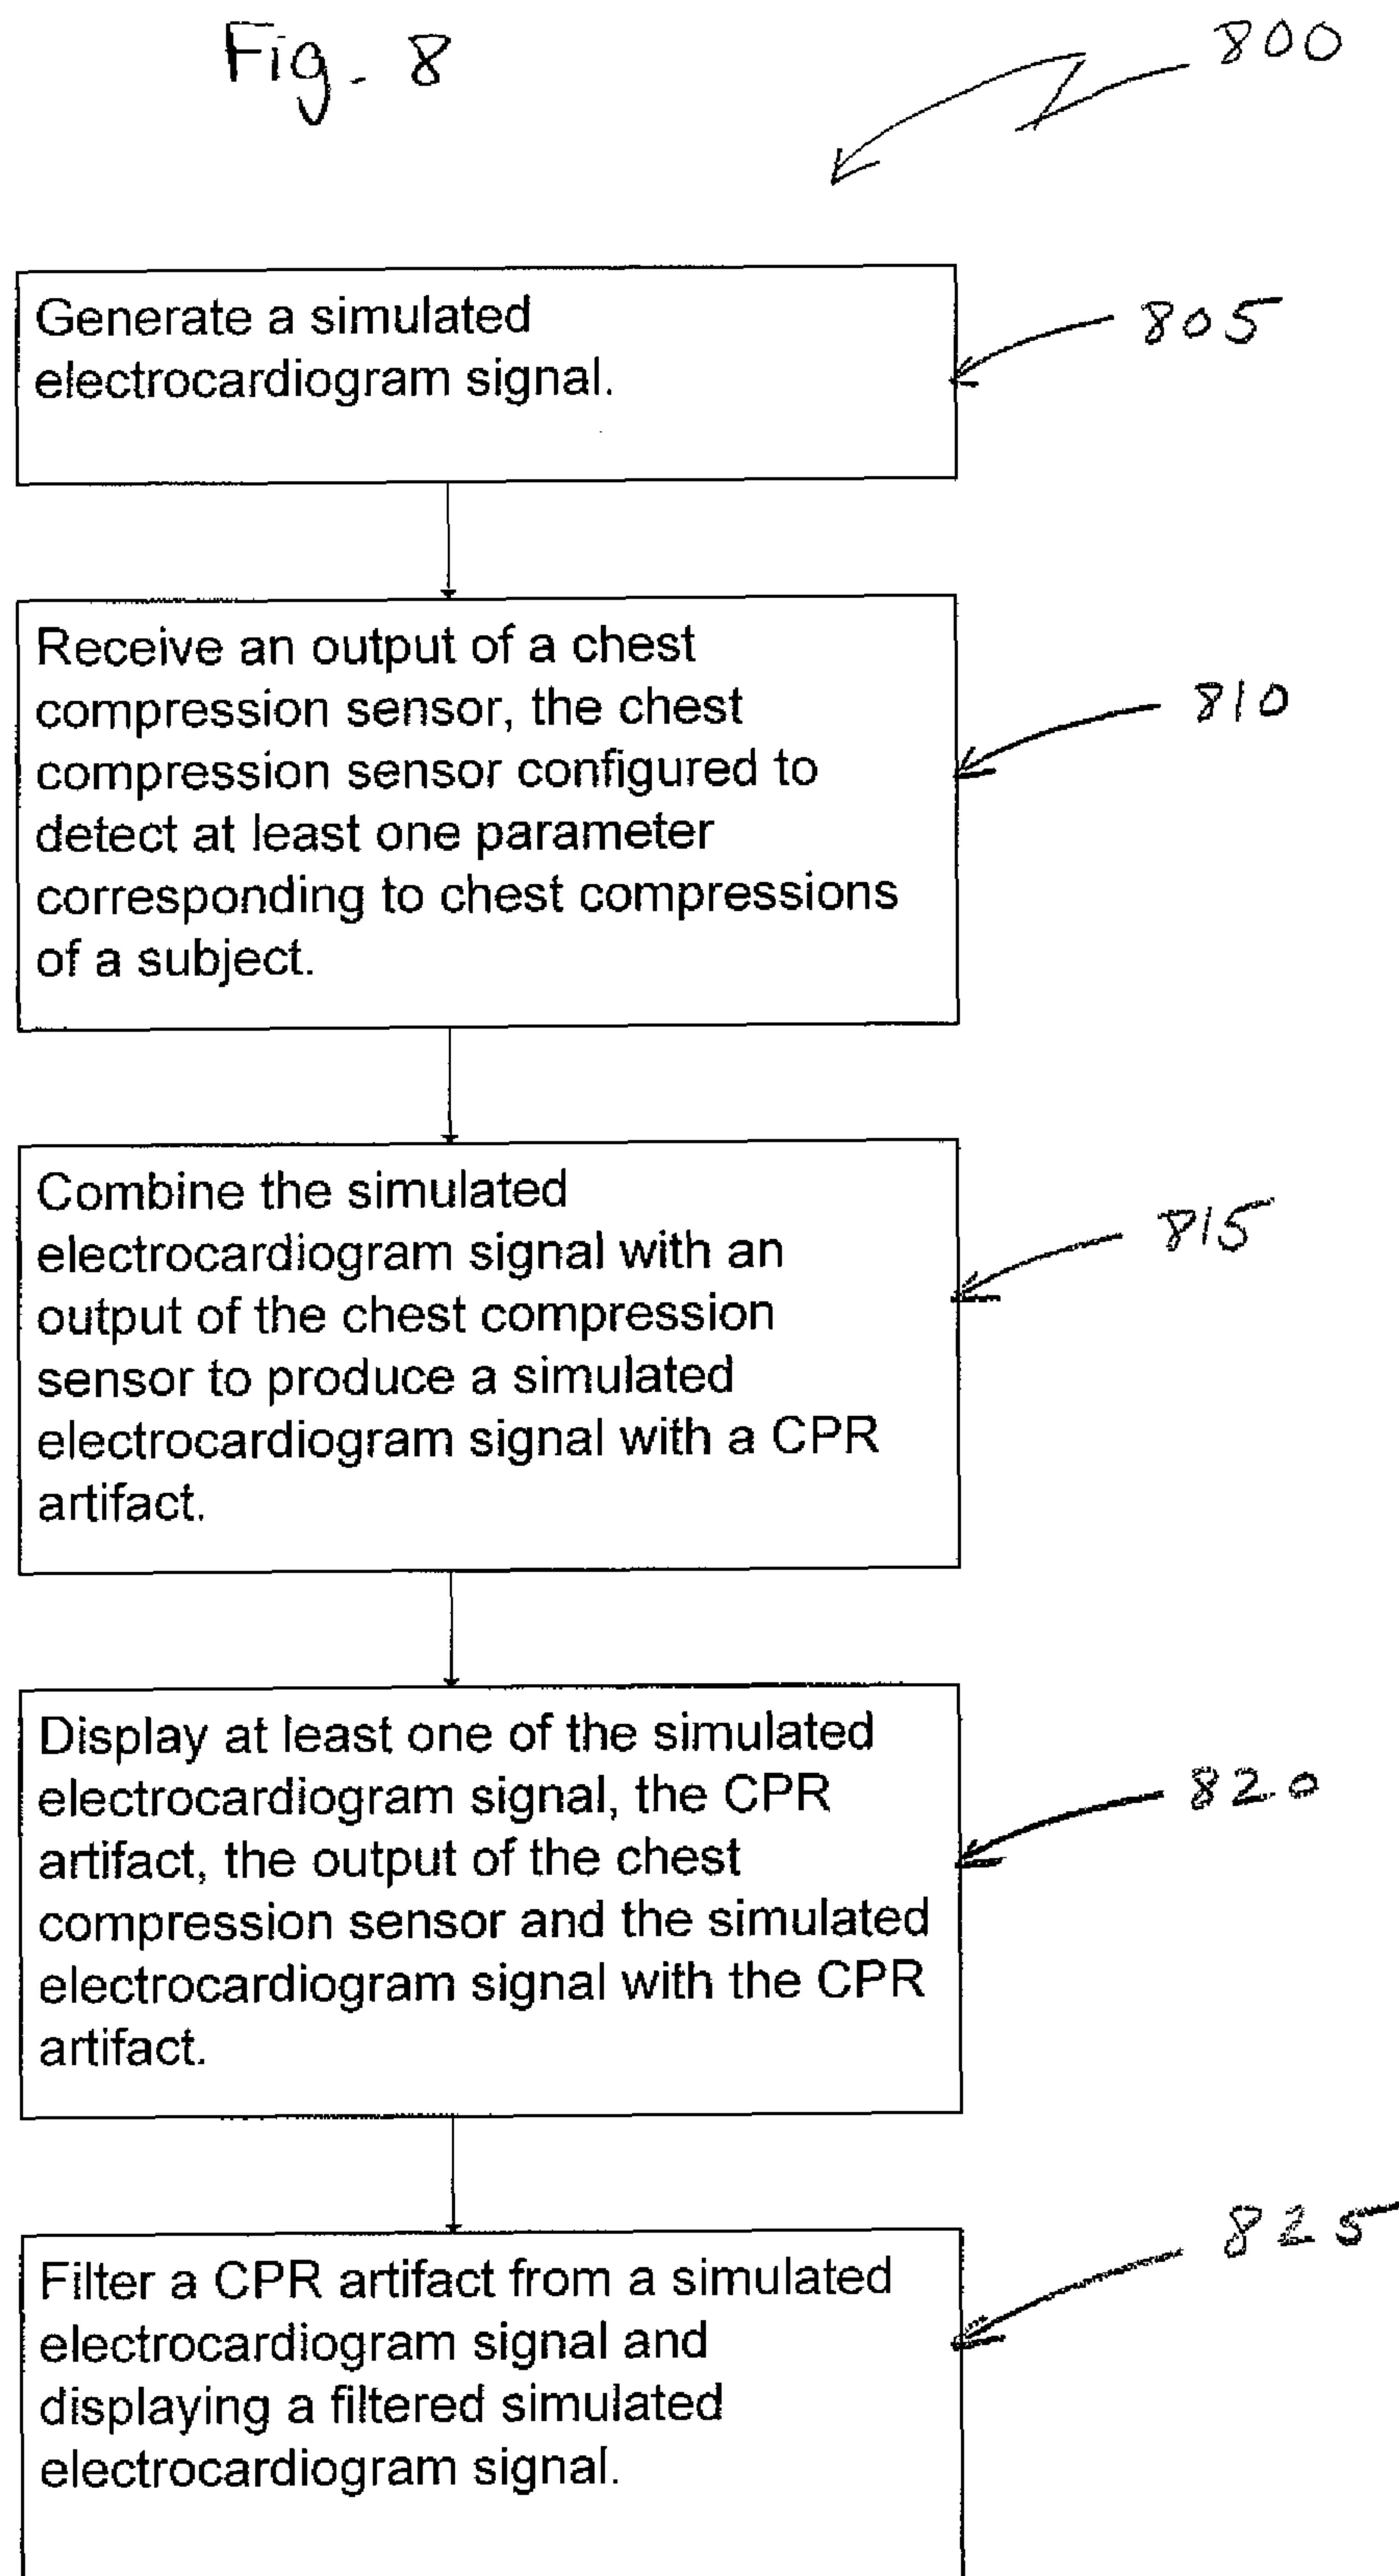 Fig. 8
800
Generate a simulated
electrocardiogram signal.
805
Receive an output of a chest
compression sensor, the chest
compression sensor configured to
detect at least one parameter
corresponding to chest compressions
of a subject.
810
Combine the simulated
electrocardiogram signal with an
output of the chest compression
sensor to produce a simulated
electrocardiogram signal with a CPR
artifact.
815
Display at least one of the simulated
electrocardiogram signal, the CPR
artifact, the output of the chest
compression sensor and the simulated
electrocardiogram signal with the CPR
artifact.
820
Filter a CPR artifact from a simulated
electrocardiogram signal and
displaying a filtered simulated
electrocardiogram signal.
825